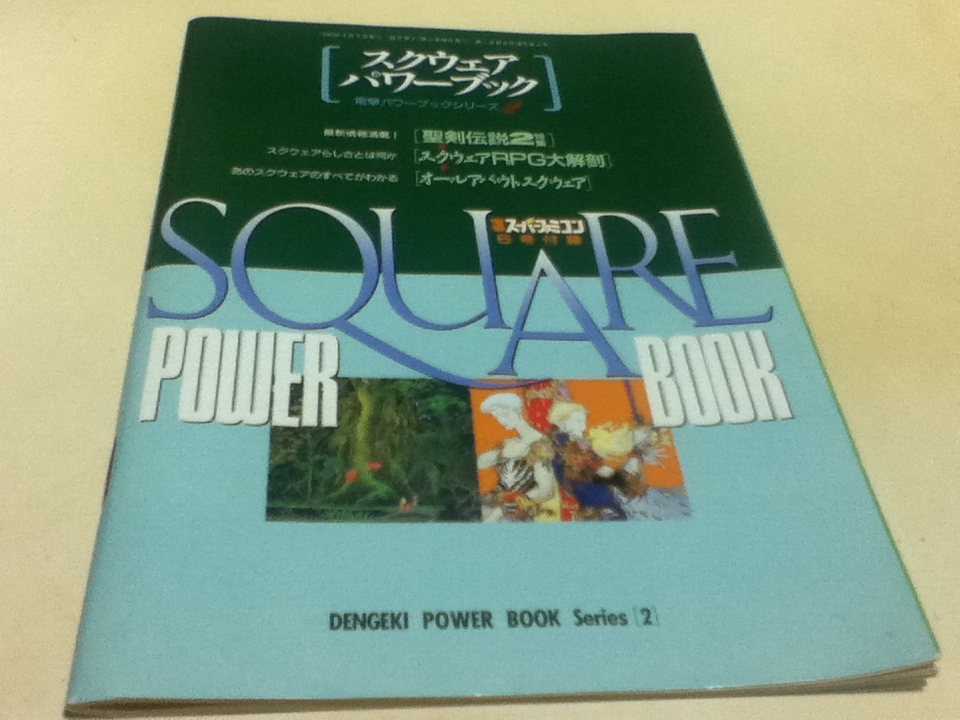 スクウェア
パワーブック
電撃パワーブックシリーズ 2
最新情報満載！ [聖剣伝説2特集]
スクウェアらしさとは何か [スクウェアRPG大解剖]
あのスクウェアのすべてがわかる [オールアバウトスクウェア]
SQUARE
電撃スーパーファミコン
6号付録
POWER BOOK
DENGEKI POWER BOOK Series [2]